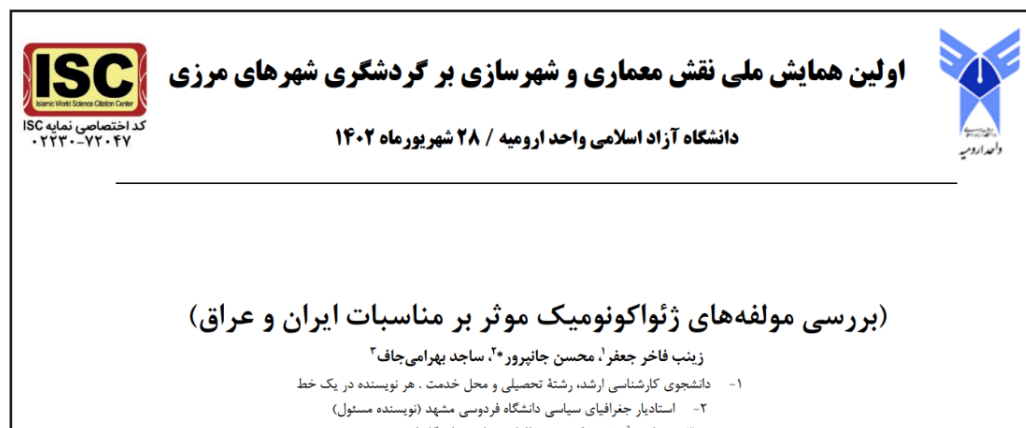 اولین همایش ملی نقش معماری و شهرسازی بر گردشگری شهرهای مرزی
دانشگاه آزاد اسلامی واحد ارومیه / ۲۸ شهریورماه ۱۴۰۲
ISC
Islamic World Science Citation Center
کد اختصاصی نمایه ISC
۰۲۲۳۰-۷۲۰۴۷
واحد ارومیه
(بررسی مولفه‌های ژئواکونومیک موثر بر مناسبات ایران و عراق)
زینب فاخر جعفر۱، محسن جانپرور*۲، ساجد بهرامی‌جاف۳
۱- دانشجوی کارشناسی ارشد، رشتۀ تحصیلی و محل خدمت . هر نویسنده در یک خط
۲- استادیار جغرافیای سیاسی دانشگاه فردوسی مشهد (نویسنده مسئول)